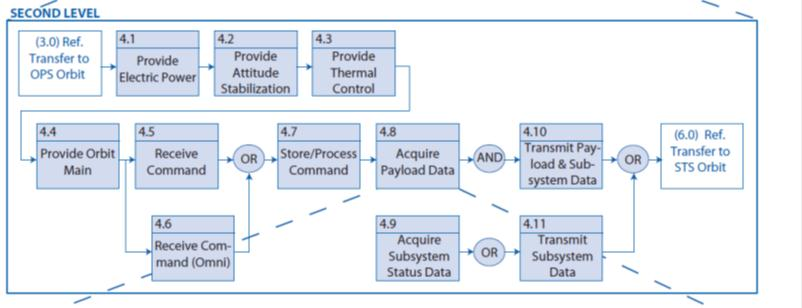 SECOND LEVEL
(3.0) Ref.
Transfer to
OPS Orbit
4.1
Provide
Electric Power
4.2
Provide
Attitude
Stabilization
4.3
Provide
Thermal
Control
4.4
Provide Orbit
Main
4.5
Receive
Command
OR
4.7
Store/Process
Command
4.8
Acquire
Payload Data
AND
4.10
Transmit Pay-
load & Sub-
system Data
OR
(6.0) Ref.
Transfer to
STS Orbit
4.6
Receive Com-
mand (Omni)
4.9
Acquire
Subsystem
Status Data
OR
4.11
Transmit
Subsystem
Data